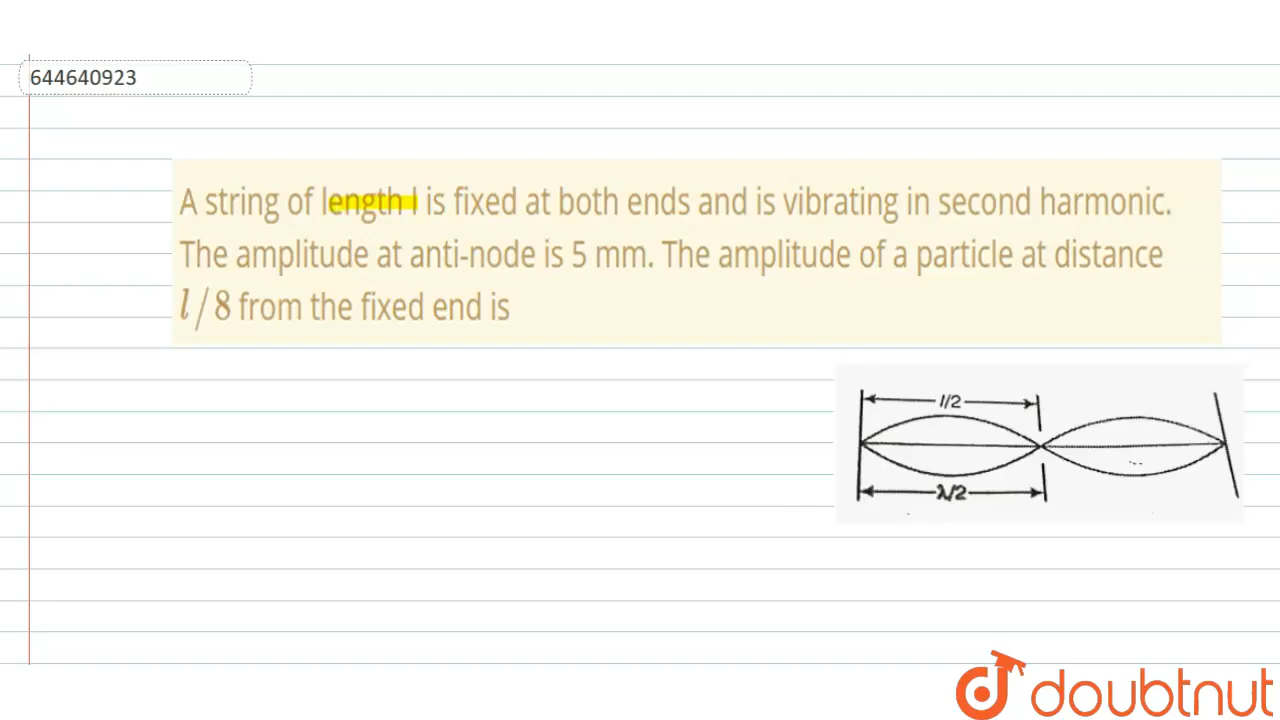 644640923
A string of length l is fixed at both ends and is vibrating in second harmonic.
The amplitude at anti-node is 5 mm. The amplitude of a particle at distance
l/8 from the fixed end is
l/2
λ/2
doubtnut